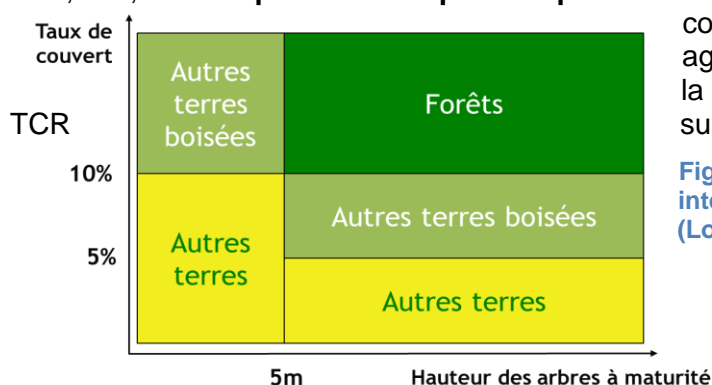 Taux de
couvert
TCR
10%
5%
Autres
terres
boisées
Forêts
Autres
terres
Autres terres boisées
Autres terres
5m
Hauteur des arbres à maturité
co
ag
la
su
Fig
inte
(Lo